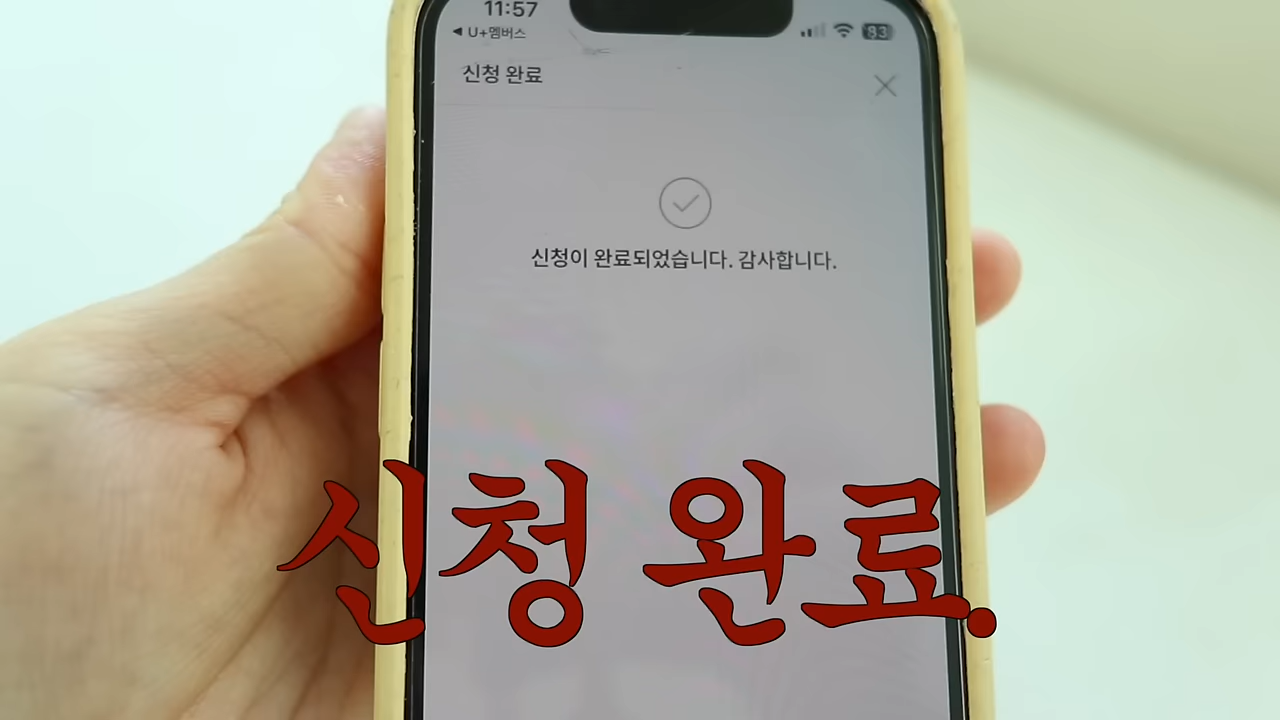 11:57
◀ U+멤버스
83
신청 완료
신청이 완료되었습니다. 감사합니다.
신청 완료.